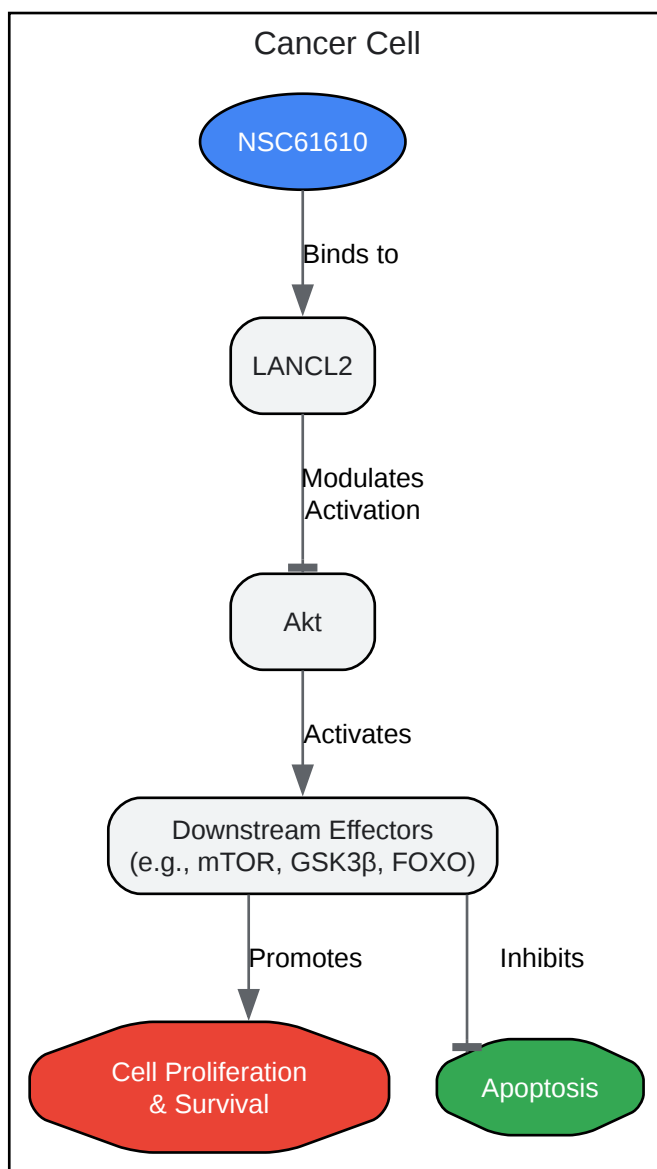 Cancer Cell
NSC61610
Binds to
LANCL2
Modulates
Activation
Akt
Activates
Downstream Effectors
(e.g., mTOR, GSK3β, FOXO)
Promotes
Inhibits
Cell Proliferation
& Survival
Apoptosis